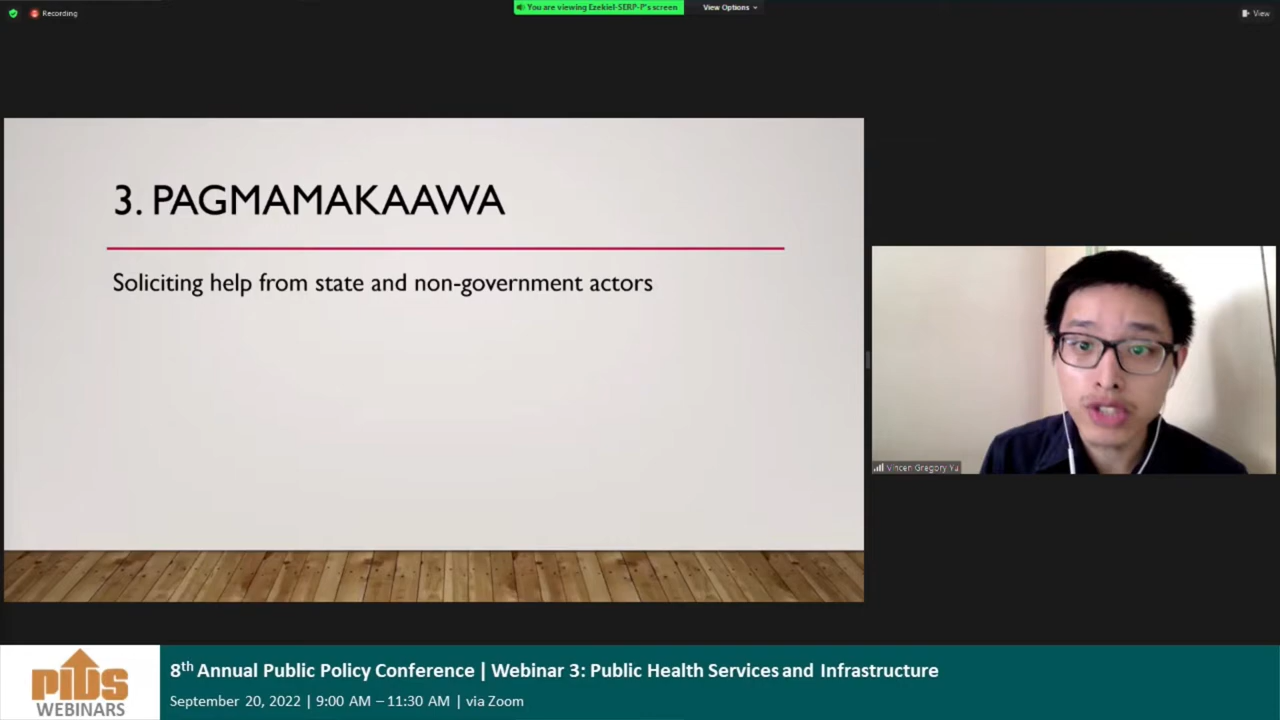 Recording
You are viewing Ezekiel-SERP-P's screen
View Options
View
3. PAGMAMAKAAWA
Soliciting help from state and non-government actors
Vincen Gregory Yu
PIDS
WEBINARS
8th Annual Public Policy Conference | Webinar 3: Public Health Services and Infrastructure
September 20, 2022 | 9:00 AM – 11:30 AM | via Zoom